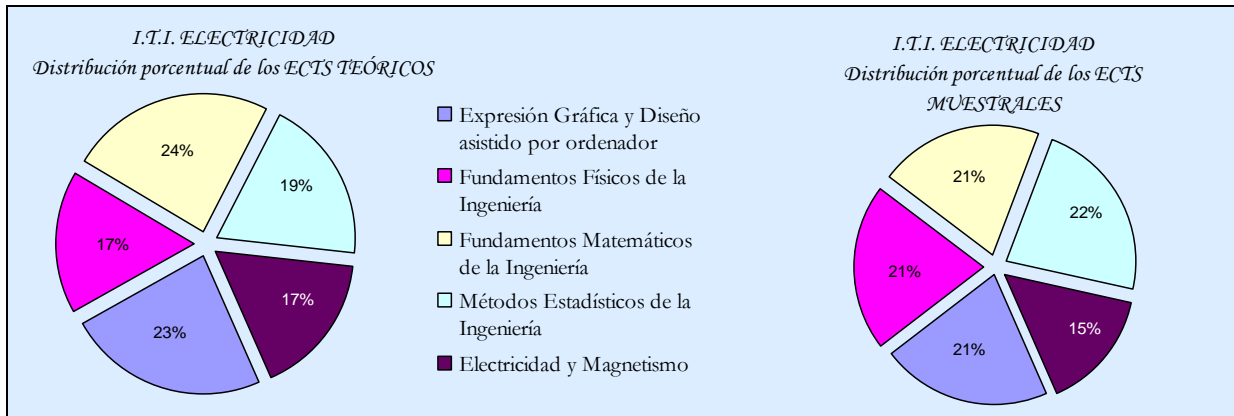 I.T.I. ELECTRICIDAD
Distribución porcentual de los ECTS TEÓRICOS
24%
19%
17%
17%
23%
Expresión Gráfica y Diseño
asistido por ordenador
Fundamentos Físicos de la
Ingeniería
Fundamentos Matemáticos
de la Ingeniería
Métodos Estadísticos de la
Ingeniería
Electricidad y Magnetismo
I.T.I. ELECTRICIDAD
Distribución porcentual de los ECTS
MUESTRALES
21%
22%
21%
15%
21%